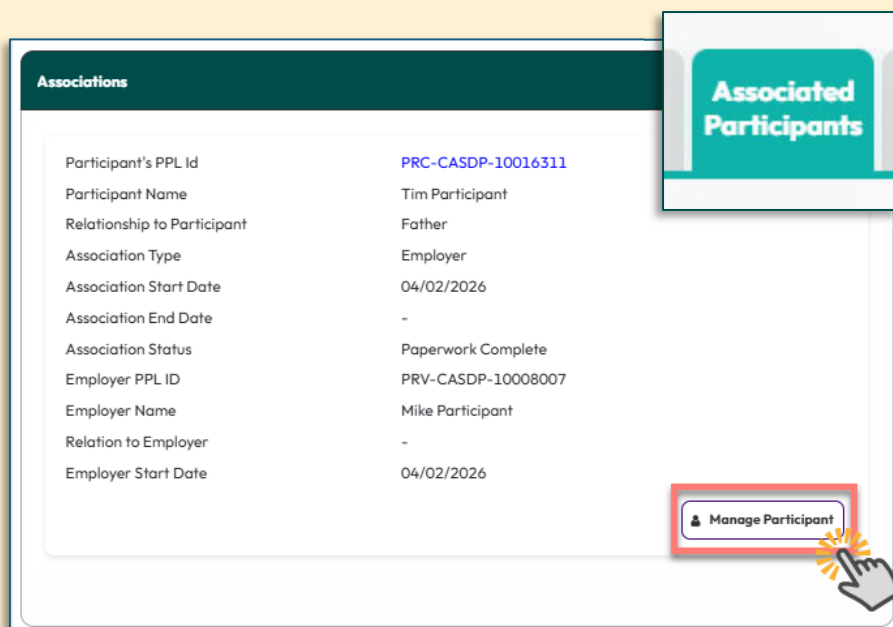 Associations
Associated
Participants
Participant's PPL Id PRC-CASDP-10016311
Participant Name Tim Participant
Relationship to Participant Father
Association Type Employer
Association Start Date 04/02/2026
Association End Date -
Association Status Paperwork Complete
Employer PPL ID PRV-CASDP-10008007
Employer Name Mike Participant
Relation to Employer -
Employer Start Date 04/02/2026
Manage Participant